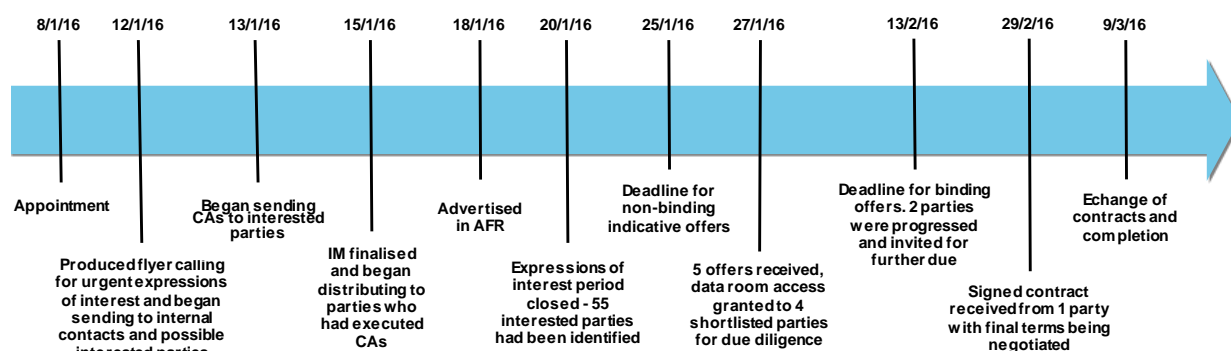 8/1/16
12/1/16
13/1/16
15/1/16
18/1/16
20/1/16
25/1/16
27/1/16
13/2/16
29/2/16
9/3/16
Appointment
Produced flyer calling
for urgent expressions
of interest and began
sending to internal
contacts and possible
interested parties
Began sending
CAs to interested
parties
IM finalised
and began
distributing to
parties who
had executed
CAs
Advertised
in AFR
Expressions of
interest period
closed - 55
interested parties
had been identified
Deadline for
non-binding
indicative offers
5 offers received,
data room access
granted to 4
shortlisted parties
for due diligence
Deadline for binding
offers. 2 parties
were progressed
and invited for
further due
Signed contract
received from 1 party
with final terms being
negotiated
Echange of
contracts and
completion